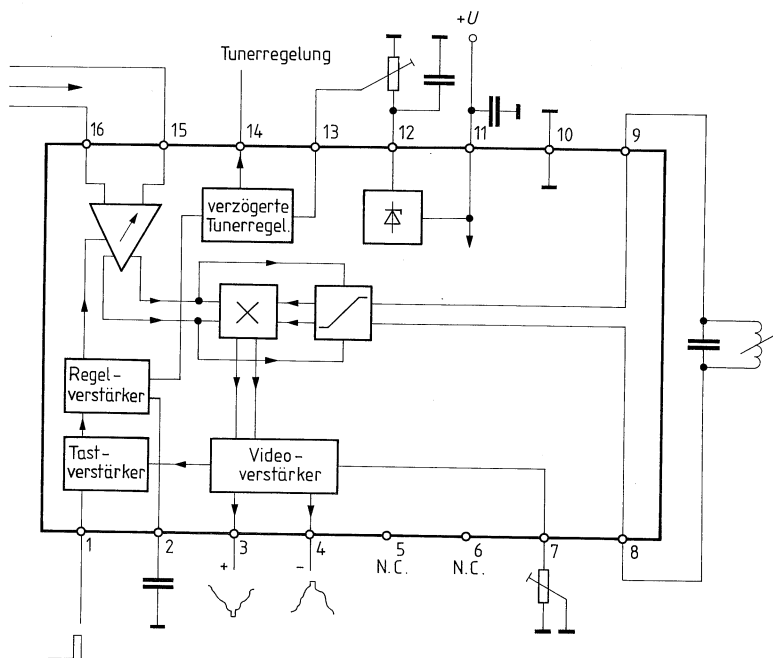 +U
Tunerregelung
16
15
14
13
12
11
10
9
verzögerte
Tunerregel.
Regel-
verstärker
Tast-
verstärker
Video-
verstärker
1
2
3
4
5
6
7
8
+
-
N.C.
N.C.